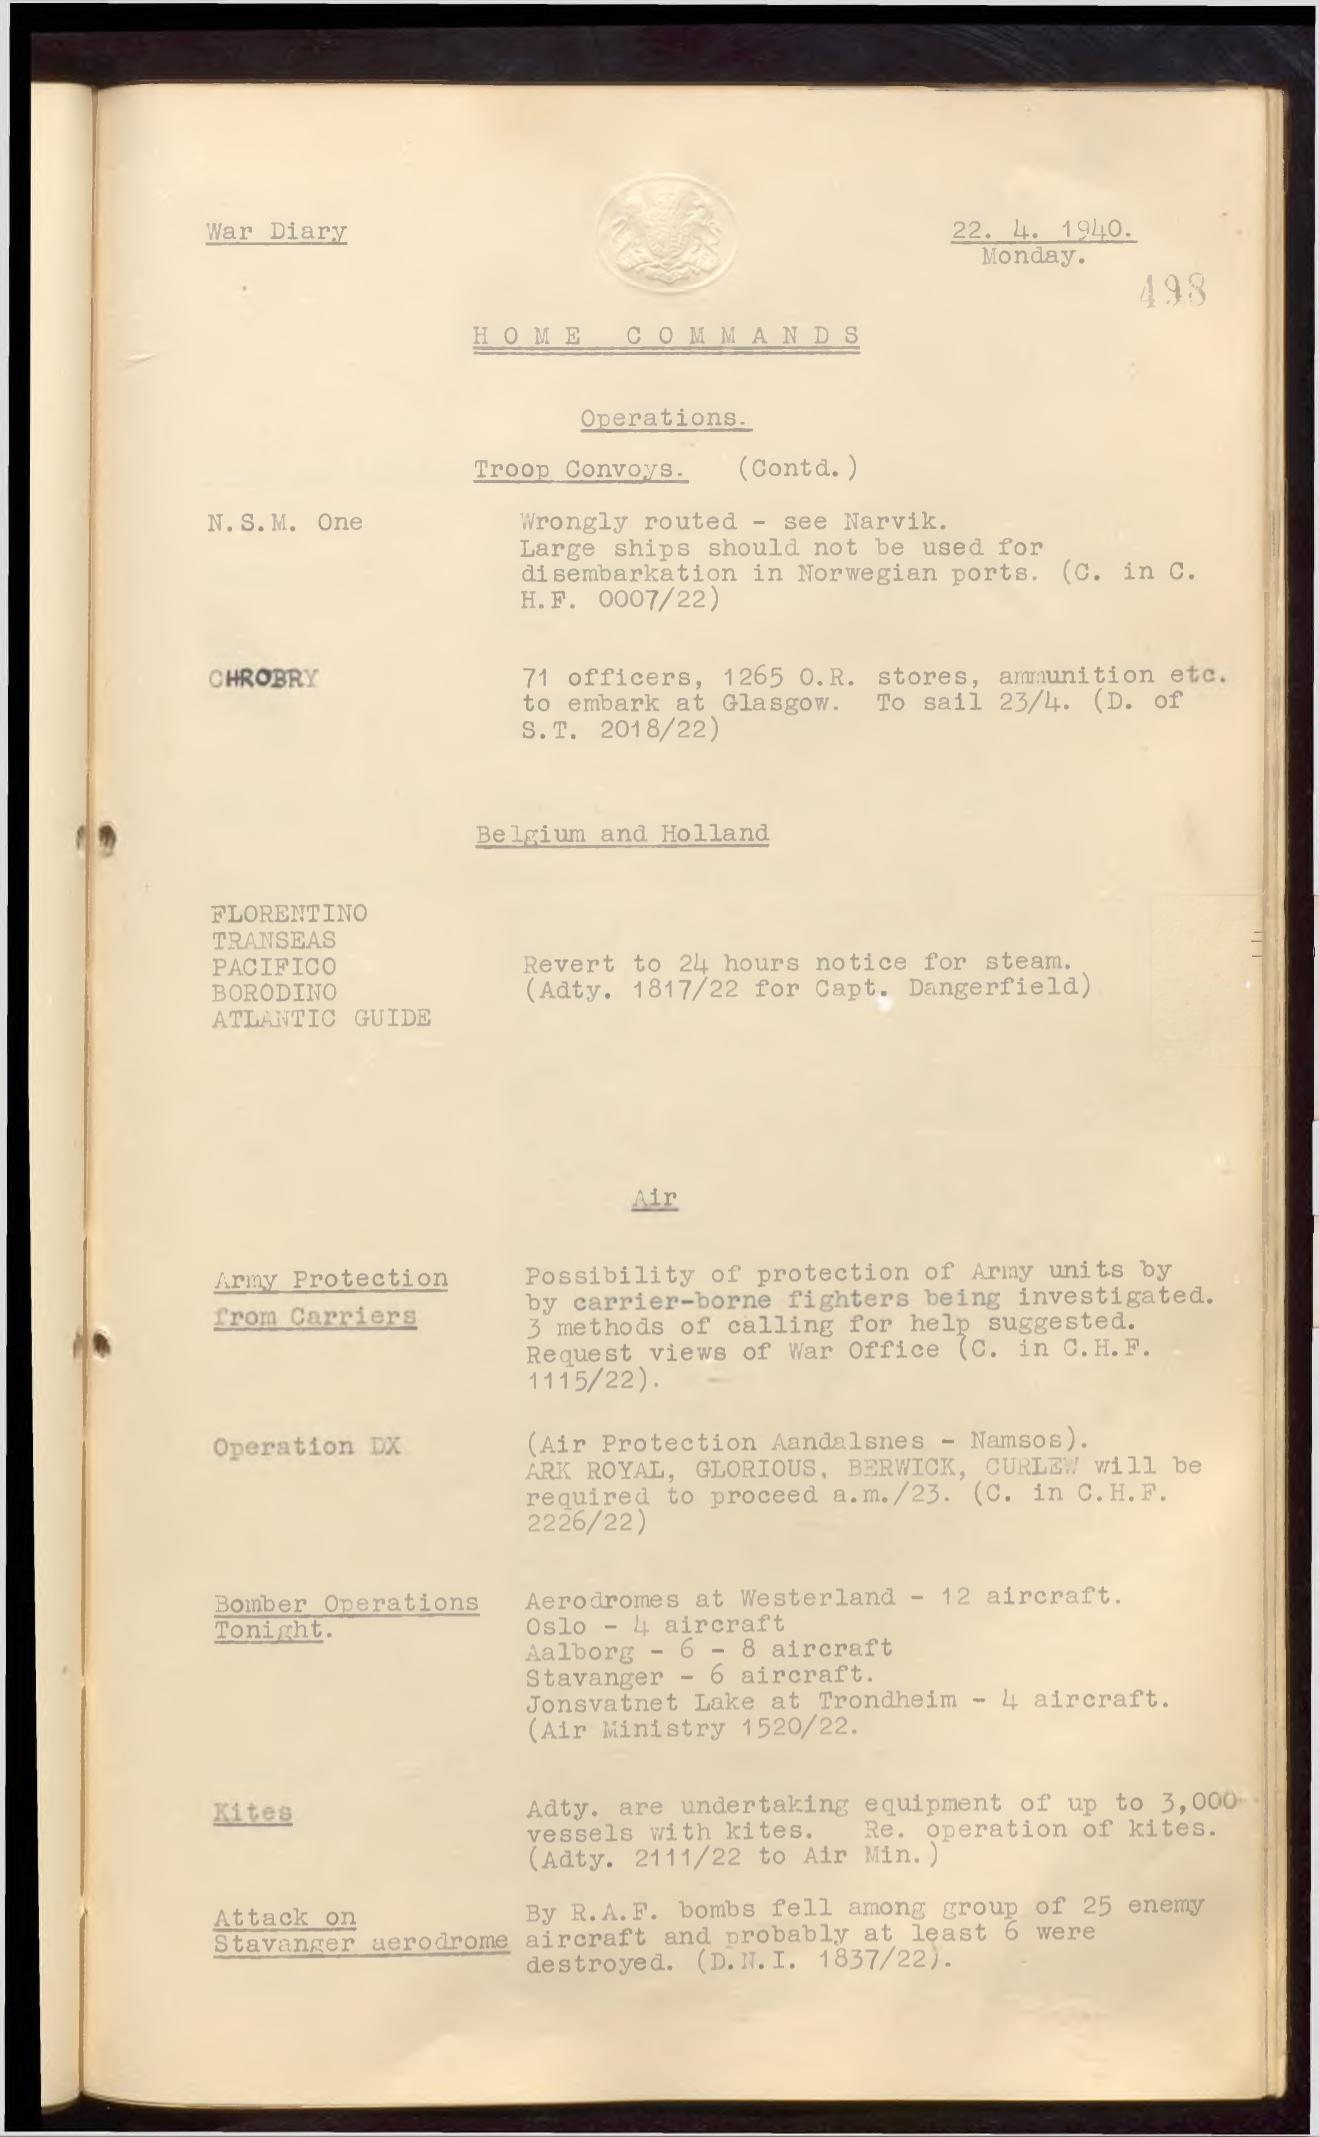 War Diary
22. 4. 1940.
Monday.
498
HOME COMMANDS
Operations.
Troop Convoys. (Contd.)
N.S.M. One
Wrongly routed - see Narvik.
Large ships should not be used for
disembarkation in Norwegian ports. (C. in C.
H.F. 0007/22)
CHROBRY
71 officers, 1265 O.R. stores, ammunition etc.
to embark at Glasgow. To sail 23/4. (D. of
S.T. 2018/22)
Belgium and Holland
FLORENTINO
TRANSEAS
PACIFICO
BORODINO
ATLANTIC GUIDE
Revert to 24 hours notice for steam.
(Adty. 1817/22 for Capt. Dangerfield)
Air
Army Protection
from Carriers
Possibility of protection of Army units by
by carrier-borne fighters being investigated.
3 methods of calling for help suggested.
Request views of War Office (C. in C.H.F.
1115/22).
Operation DX
(Air Protection Aandalsnes - Namsos).
ARK ROYAL, GLORIOUS, BERWICK, CURLEW will be
required to proceed a.m./23. (C. in C.H.F.
2226/22)
Bomber Operations
Tonight.
Aerodromes at Westerland - 12 aircraft.
Oslo - 4 aircraft
Aalborg - 6 - 8 aircraft
Stavanger - 6 aircraft.
Jonsvatnet Lake at Trondheim - 4 aircraft.
(Air Ministry 1520/22.
Kites
Adty. are undertaking equipment of up to 3,000
vessels with kites. Re. operation of kites.
(Adty. 2111/22 to Air Min.)
Attack on
Stavanger aerodrome
By R.A.F. bombs fell among group of 25 enemy
aircraft and probably at least 6 were
destroyed. (D.N.I. 1837/22).